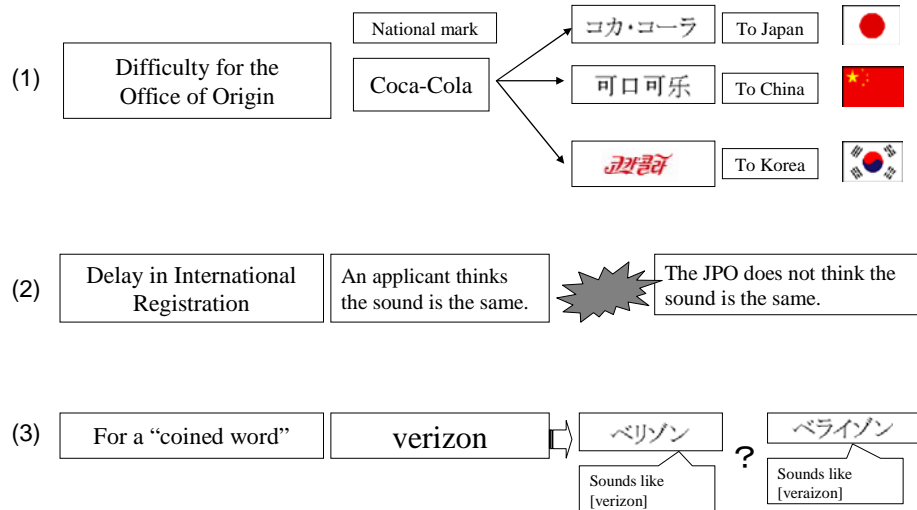 National mark
コカ・コーラ
To Japan
(1)
Difficulty for the
Office of Origin
Coca-Cola
可口可乐
To China
코카콜라
To Korea
(2)
Delay in International
Registration
An applicant thinks
the sound is the same.
The JPO does not think the
sound is the same.
(3)
For a “coined word”
verizon
ベリゾン
?
ベライゾン
Sounds like
[verizon]
Sounds like
[veraizon]